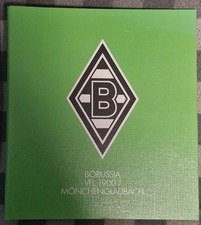 B
BORUSSIA
VFL 1900
MÖNCHENGLADBACH